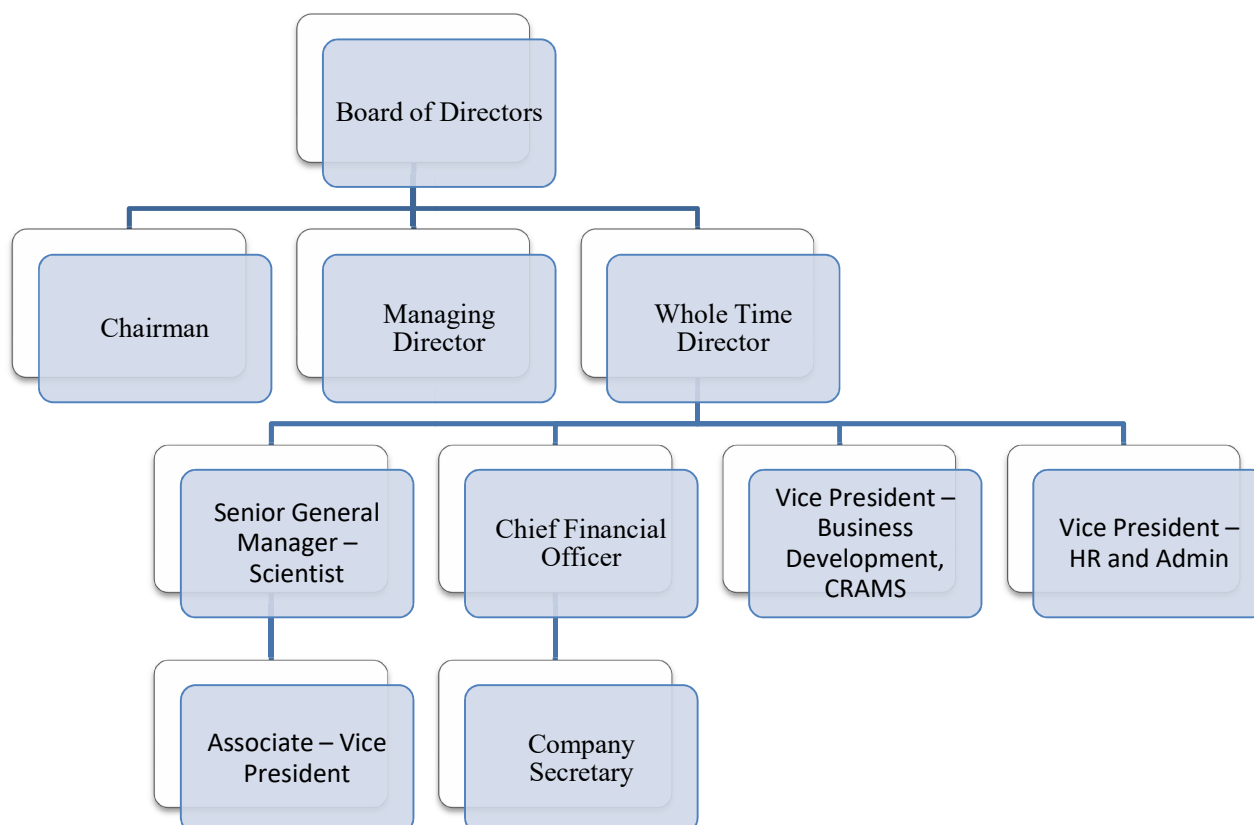 Board of Directors
Chairman
Managing
Director
Whole Time
Director
Senior General
Manager –
Scientist
Chief Financial
Officer
Vice President –
Business
Development,
CRAMS
Vice President –
HR and Admin
Associate – Vice
President
Company
Secretary